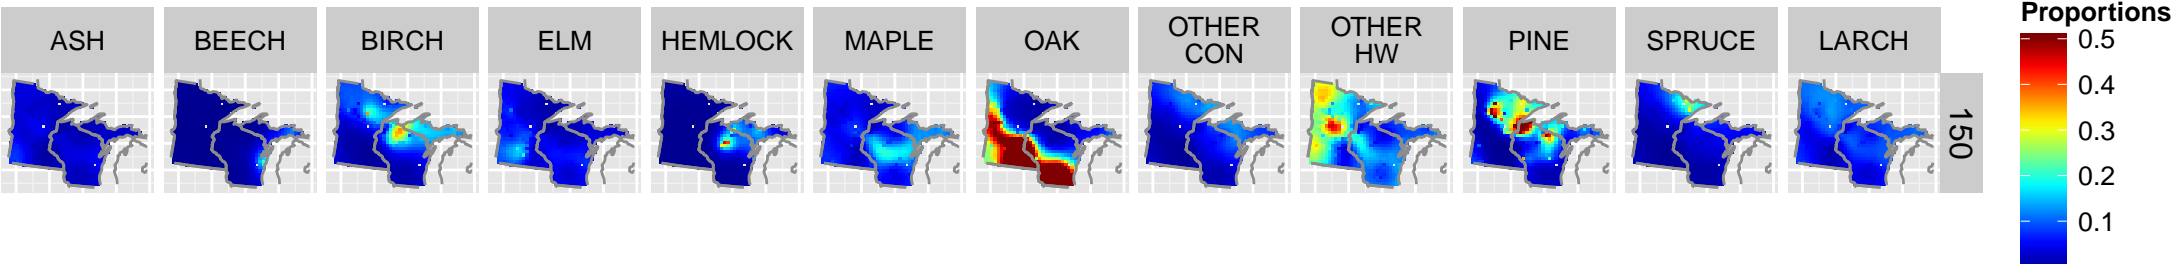 ASH
BEECH
BIRCH
ELM
HEMLOCK
MAPLE
OAK
OTHER
CON
OTHER
HW
PINE
SPRUCE
LARCH
150
Proportions
0.5
0.4
0.3
0.2
0.1